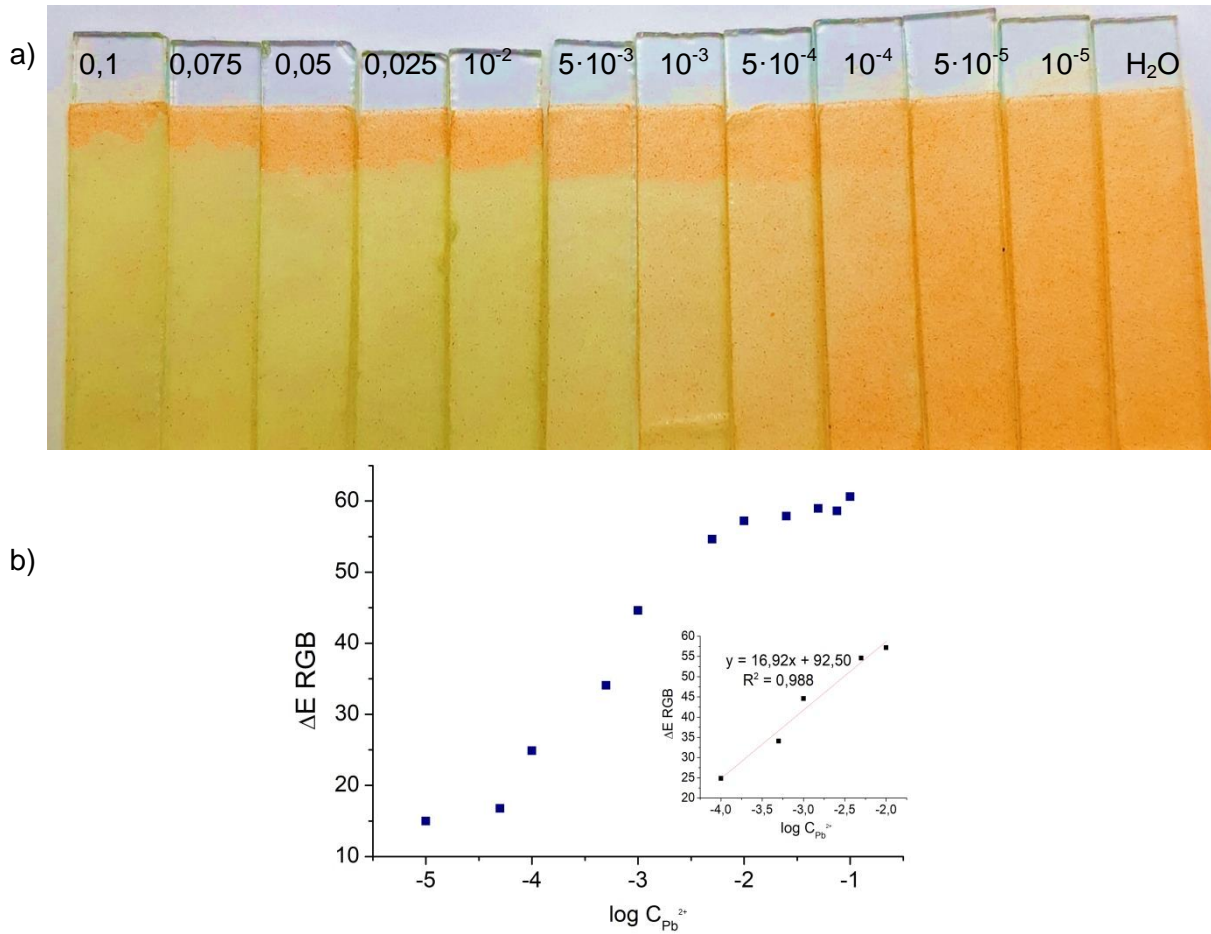 a)
0,1 0,075 0,05 0,025 10⁻² 5·10⁻³ 10⁻³ 5·10⁻⁴ 10⁻⁴ 5·10⁻⁵ 10⁻⁵ H₂O
b)
ΔE RGB
60
50
40
30
20
10
-5 -4 -3 -2 -1
log C_Pb²⁺
ΔE RGB
60
55
50
45
40
35
30
25
20
y = 16,92x + 92,50
R² = 0,988
-4,0 -3,5 -3,0 -2,5 -2,0
log C_Pb²⁺